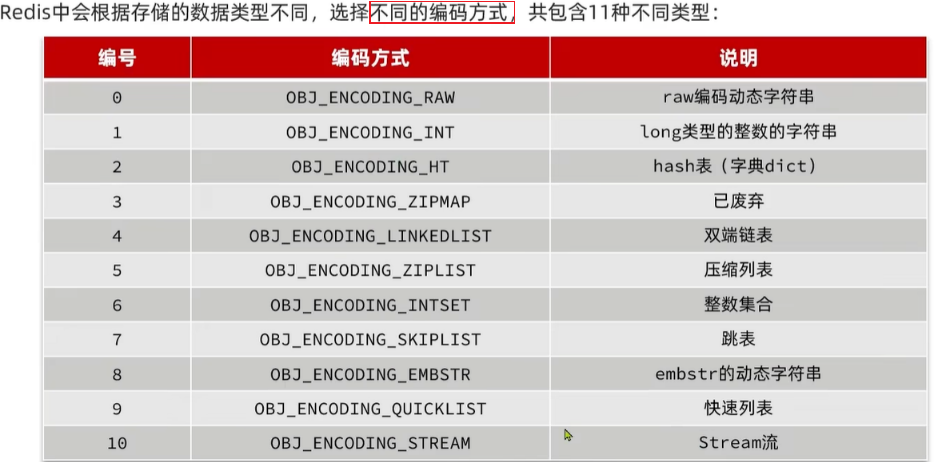 Redis中会根据存储的数据类型不同，选择不同的编码方式，共包含11种不同类型：
编号 编码方式 说明
0 OBJ_ENCODING_RAW raw编码动态字符串
1 OBJ_ENCODING_INT long类型的整数的字符串
2 OBJ_ENCODING_HT hash表（字典dict）
3 OBJ_ENCODING_ZIPMAP 已废弃
4 OBJ_ENCODING_LINKEDLIST 双端链表
5 OBJ_ENCODING_ZIPLIST 压缩列表
6 OBJ_ENCODING_INTSET 整数集合
7 OBJ_ENCODING_SKIPLIST 跳表
8 OBJ_ENCODING_EMBSTR embstr的动态字符串
9 OBJ_ENCODING_QUICKLIST 快速列表
10 OBJ_ENCODING_STREAM Stream流